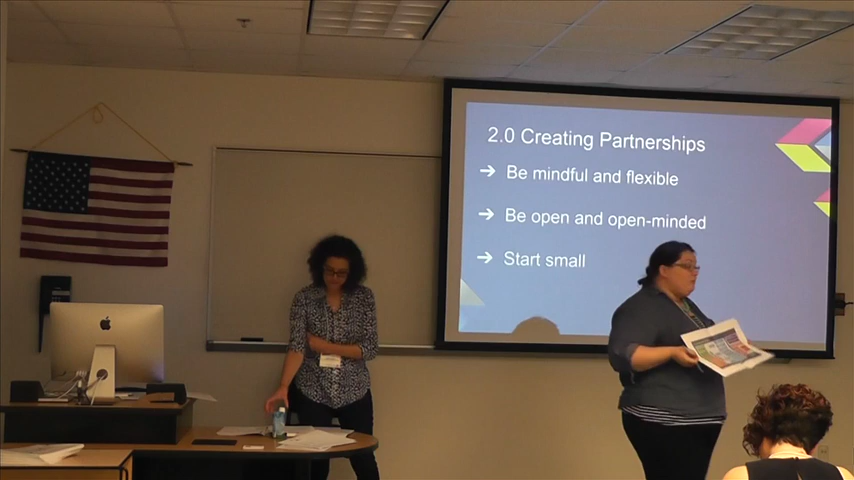 2.0 Creating Partnerships
➔ Be mindful and flexible
➔ Be open and open-minded
➔ Start small